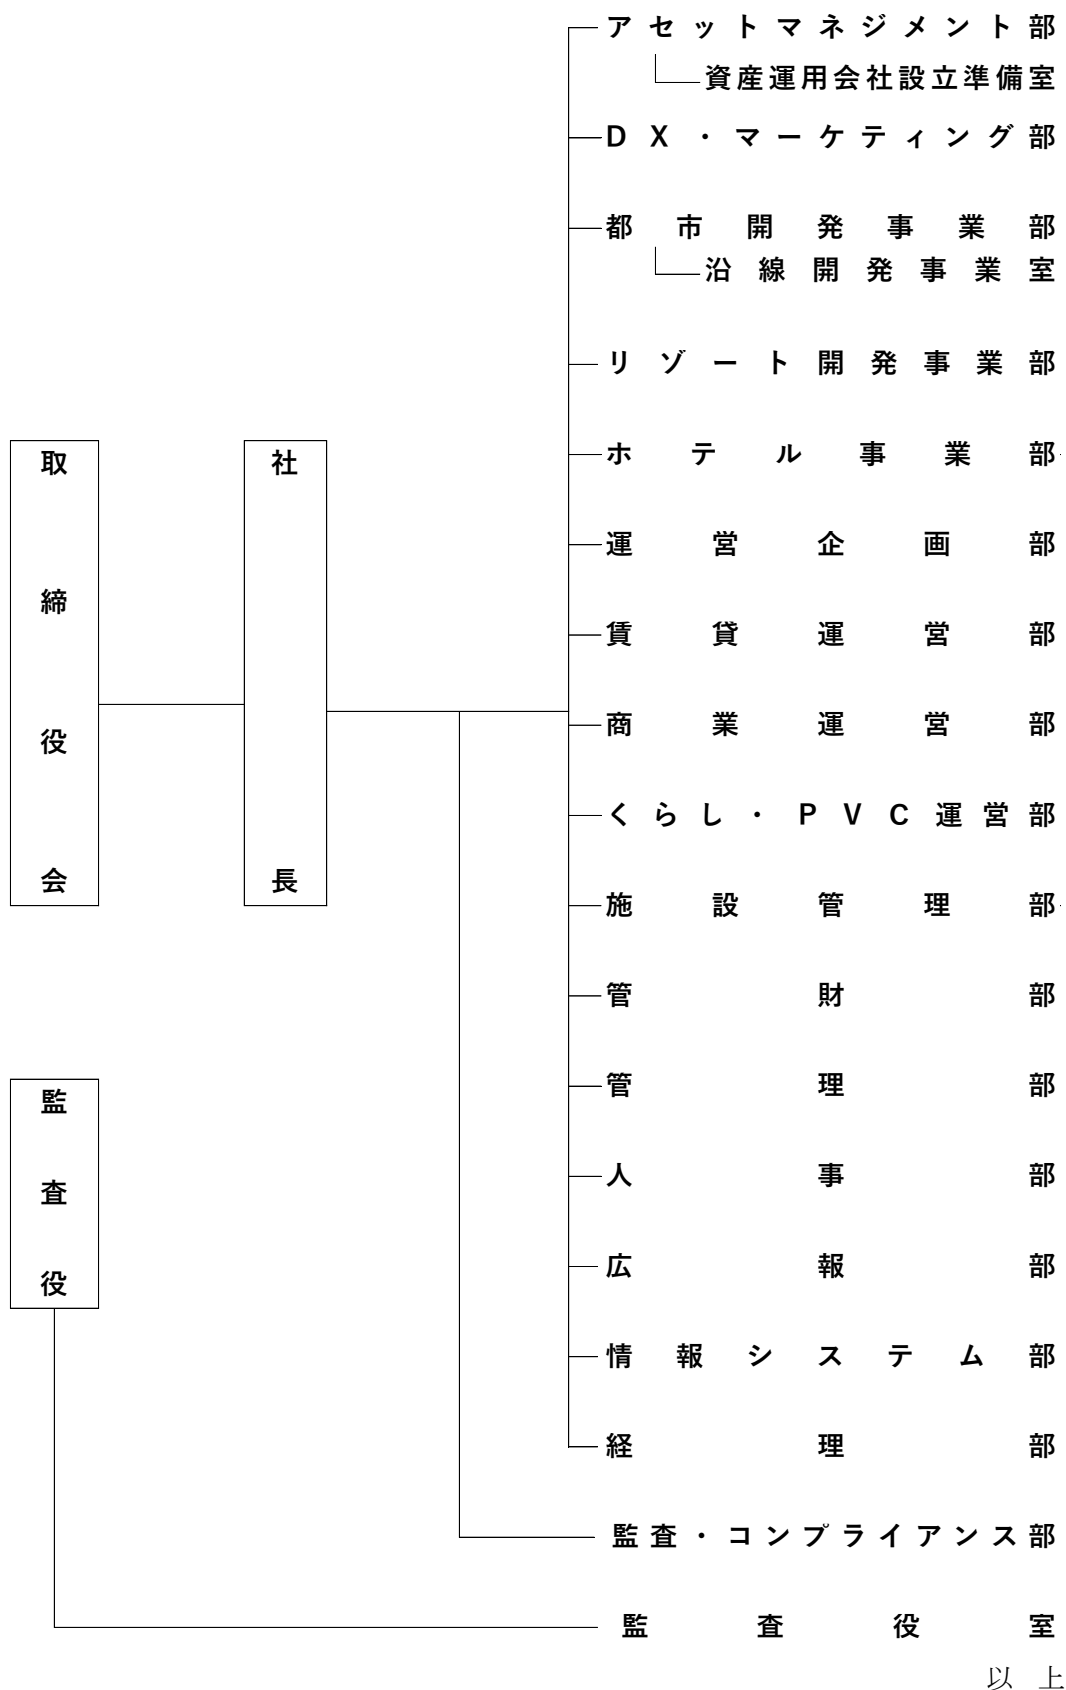 取締役会
社長
アセットマネジメント部
資産運用会社設立準備室
DX・マーケティング部
都市開発事業部
沿線開発事業室
リゾート開発事業部
ホテル事業部
運営企画部
賃貸運営部
商業運営部
くらし・PVC運営部
施設管理部
管財部
管理部
人事部
広報部
情報システム部
経理部
監査・コンプライアンス部
監査役
監査役室
以上